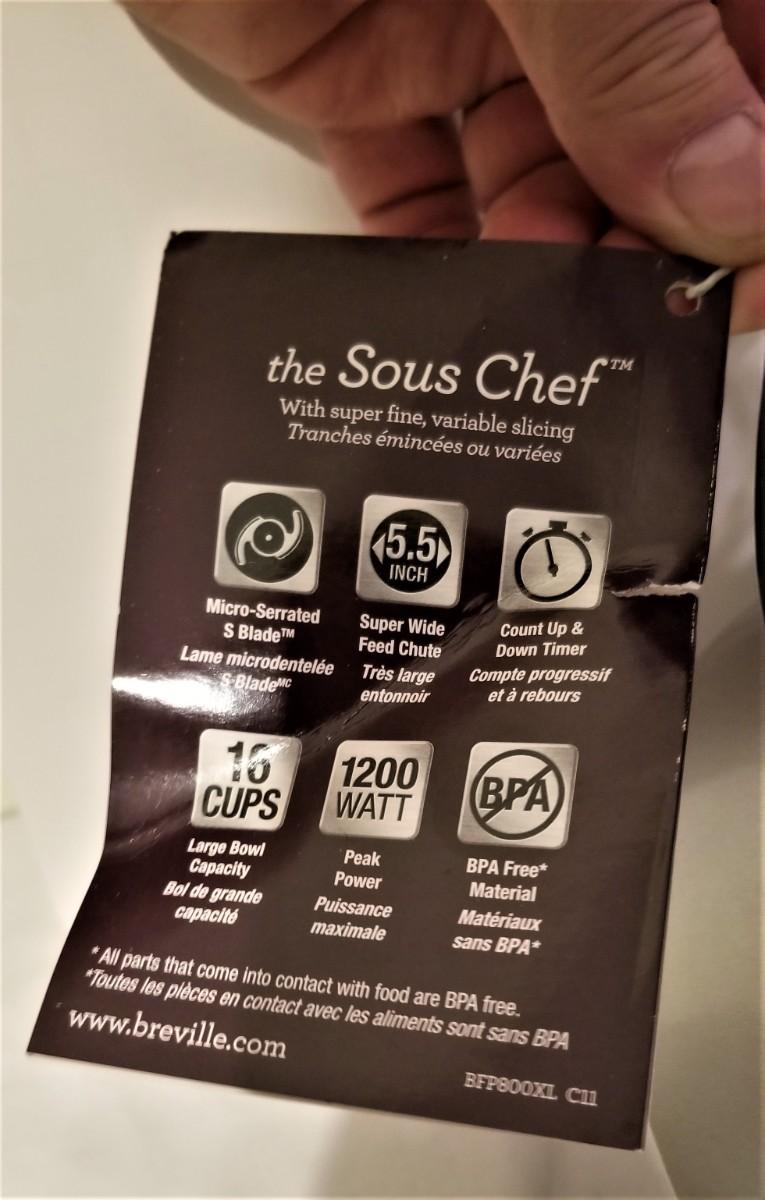 the Sous Chef™
With super fine, variable slicing
Tranches émincées ou variées
5.5
INCH
Micro-Serrated
S Blade™
Lame microdentelée
S BladeMC
Super Wide
Feed Chute
Très large
entonnoir
Count Up &
Down Timer
Compte progressif
et à rebours
16
CUPS
1200
WATT
BPA
Large Bowl
Capacity
Bol de grande
capacité
Peak
Power
Puissance
maximale
BPA Free*
Material
Matériaux
sans BPA*
*All parts that come into contact with food are BPA free.
*Toutes les pièces en contact avec les aliments sont sans BPA
www.breville.com
BFP800XL C11